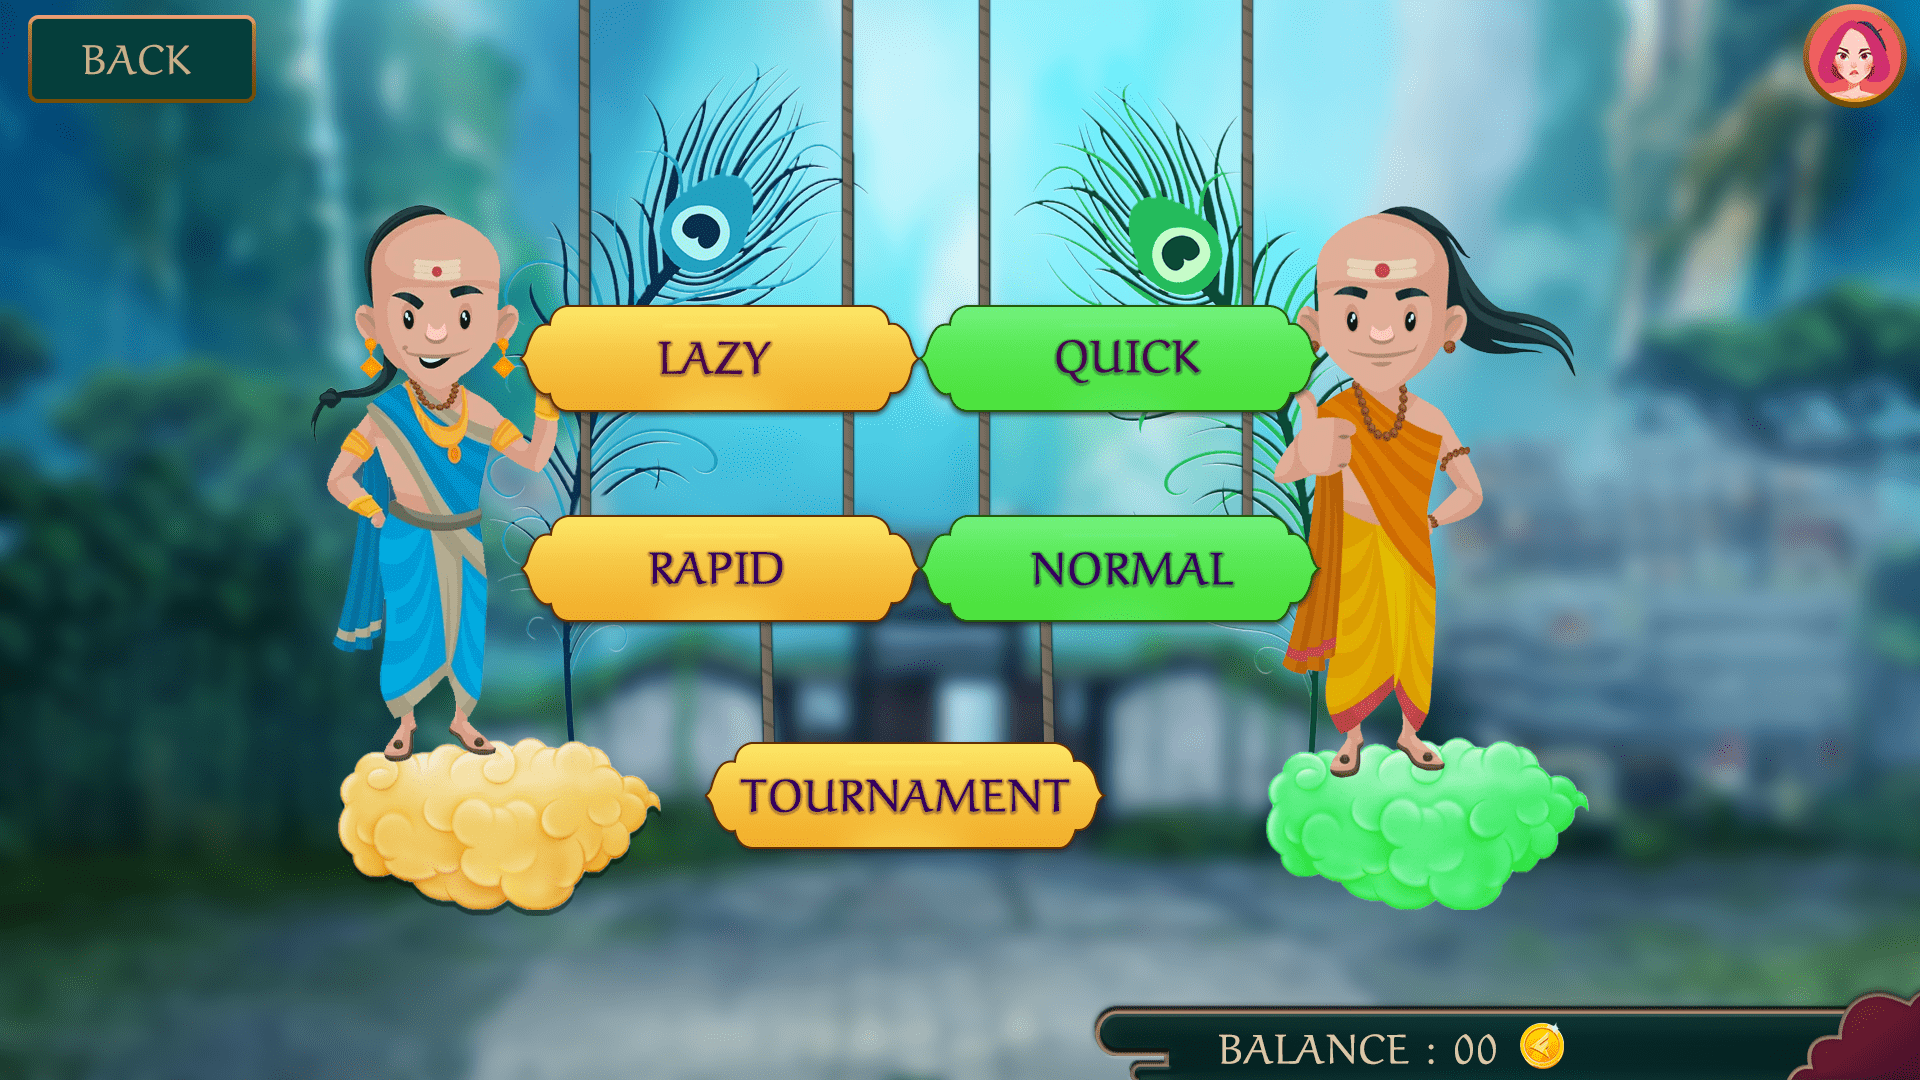 BACK
LAZY
QUICK
RAPID
NORMAL
TOURNAMENT
BALANCE : 00